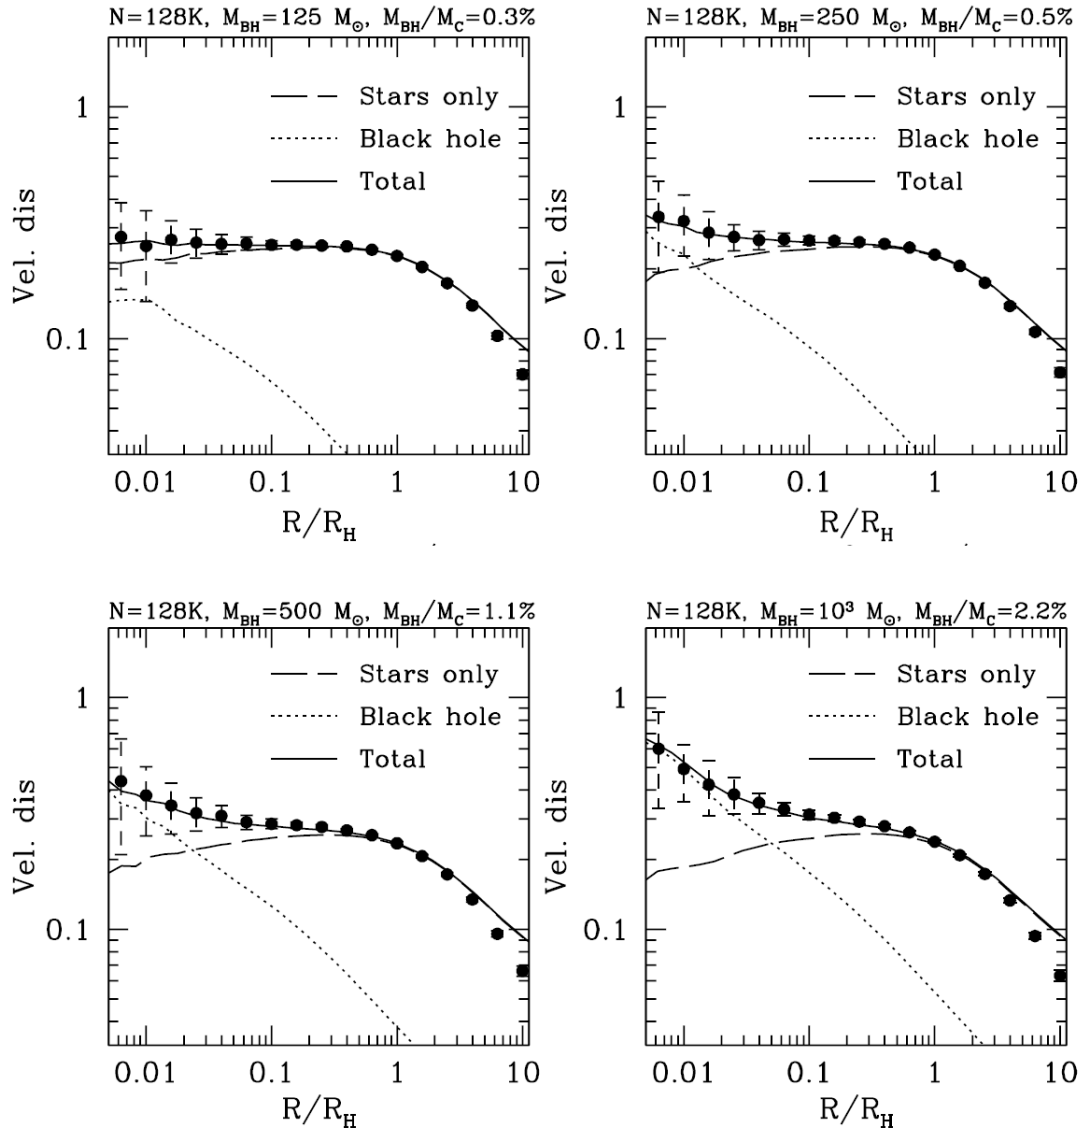 N=128K, M_BH=125 M_⊙, M_BH/M_C=0.3%
1
Stars only
Black hole
Total
Vel. dis
0.1
0.01 0.1 1 10
R/R_H
N=128K, M_BH=250 M_⊙, M_BH/M_C=0.5%
1
Stars only
Black hole
Total
Vel. dis
0.1
0.01 0.1 1 10
R/R_H
N=128K, M_BH=500 M_⊙, M_BH/M_C=1.1%
1
Stars only
Black hole
Total
Vel. dis
0.1
0.01 0.1 1 10
R/R_H
N=128K, M_BH=10³ M_⊙, M_BH/M_C=2.2%
1
Stars only
Black hole
Total
Vel. dis
0.1
0.01 0.1 1 10
R/R_H